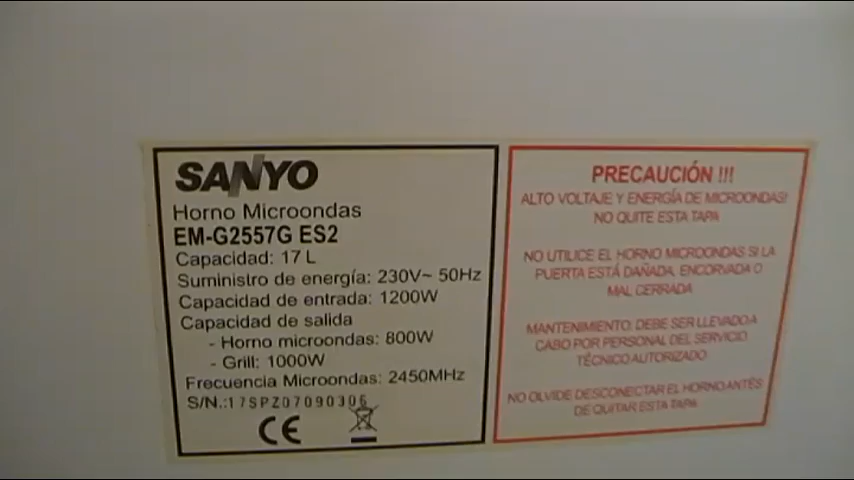 SANYO
Horno Microondas
EM-G2557G ES2
Capacidad: 17 L
Suministro de energía: 230V~ 50Hz
Capacidad de entrada: 1200W
Capacidad de salida
- Horno microondas: 800W
- Grill: 1000W
Frecuencia Microondas: 2450MHz
S/N.:17SPZ07090306
CE
PRECAUCIÓN !!!
ALTO VOLTAJE Y ENERGÍA DE MICROONDAS!
NO QUITE ESTA TAPA
NO UTILICE EL HORNO MICROONDAS SI LA
PUERTA ESTÁ DAÑADA, ENCORVADA O
MAL CERRADA
MANTENIMIENTO: DEBE SER LLEVADO A
CABO POR PERSONAL DEL SERVICIO
TÉCNICO AUTORIZADO
NO OLVIDE DESCONECTAR EL HORNO ANTES
DE QUITAR ESTA TAPA